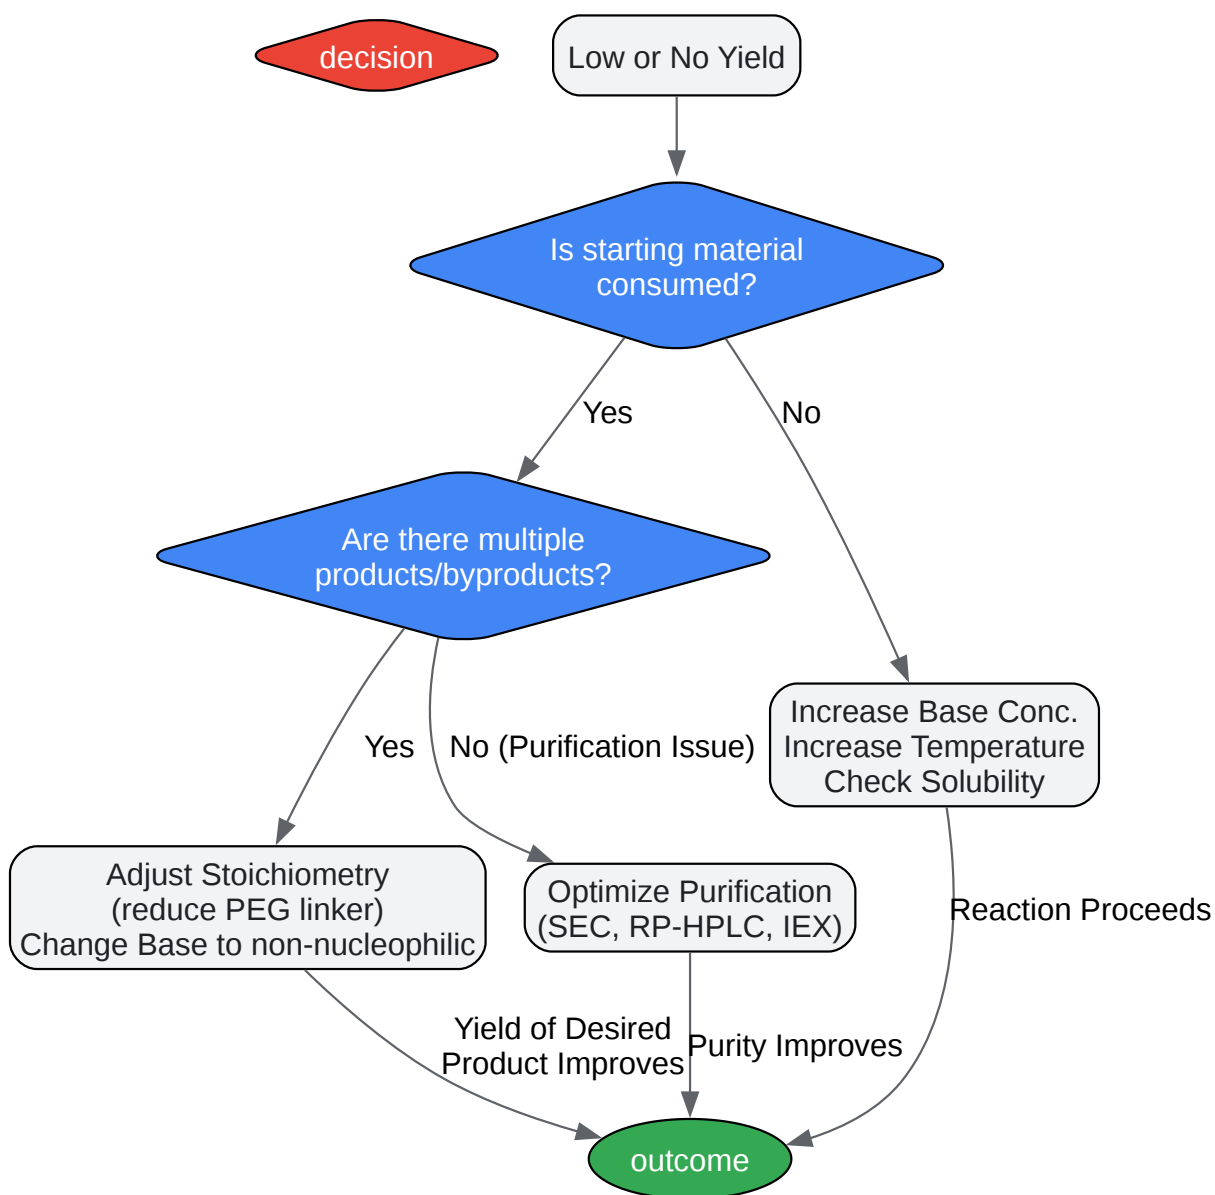 decision
Low or No Yield
Is starting material
consumed?
Yes
No
Are there multiple
products/byproducts?
Yes
No (Purification Issue)
Increase Base Conc.
Increase Temperature
Check Solubility
Adjust Stoichiometry
(reduce PEG linker)
Change Base to non-nucleophilic
Optimize Purification
(SEC, RP-HPLC, IEX)
Reaction Proceeds
Yield of Desired
Product Improves
Purity Improves
outcome